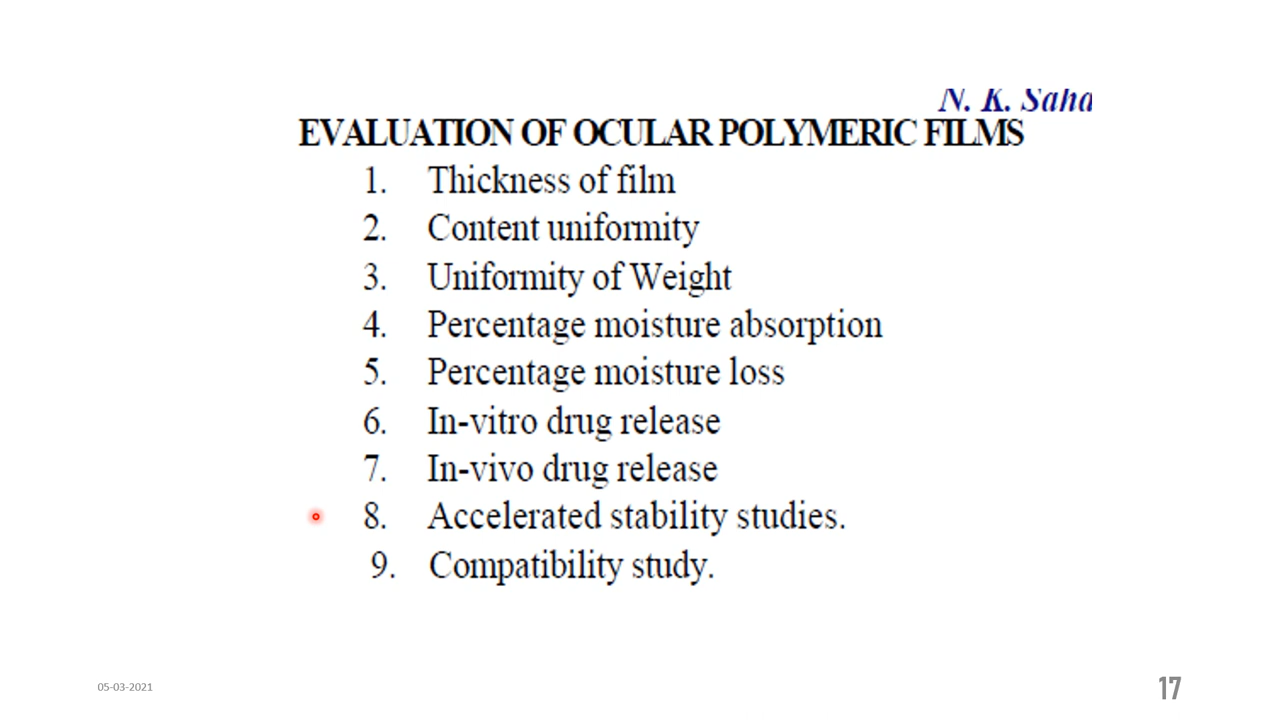 N. K. Saha
EVALUATION OF OCULAR POLYMERIC FILMS
1. Thickness of film
2. Content uniformity
3. Uniformity of Weight
4. Percentage moisture absorption
5. Percentage moisture loss
6. In-vitro drug release
7. In-vivo drug release
8. Accelerated stability studies.
9. Compatibility study.
05-03-2021
17